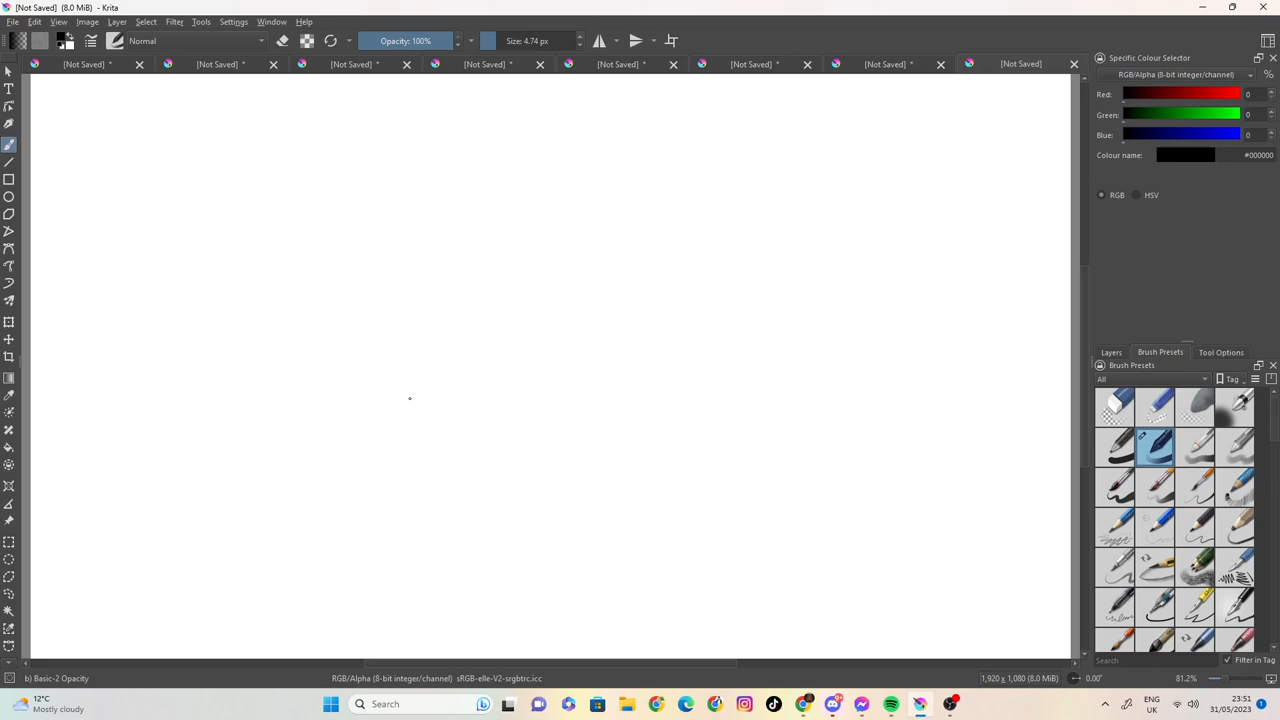 [Not Saved] (8.0 MiB) - Krita
File Edit View Image Layer Select Filter Tools Settings Window Help
Normal Opacity: 100% Size: 4.74 px
[Not Saved] * [Not Saved] * [Not Saved] * [Not Saved] * [Not Saved] * [Not Saved] * [Not Saved] * [Not Saved]
Specific Colour Selector
RGB/Alpha (8-bit integer/channel) %
Red: 0
Green: 0
Blue: 0
Colour name: #000000
RGB HSV
Layers Brush Presets Tool Options
Brush Presets
All Tag
Search Filter in Tag
b) Basic-2 Opacity RGB/Alpha (8-bit integer/channel) sRGB-elle-V2-srgbtrc.icc 1,920 x 1,080 (8.0 MiB) 0.00° 81.2%
12°C
Mostly cloudy
Search
ENG
UK
23:51
31/05/2023